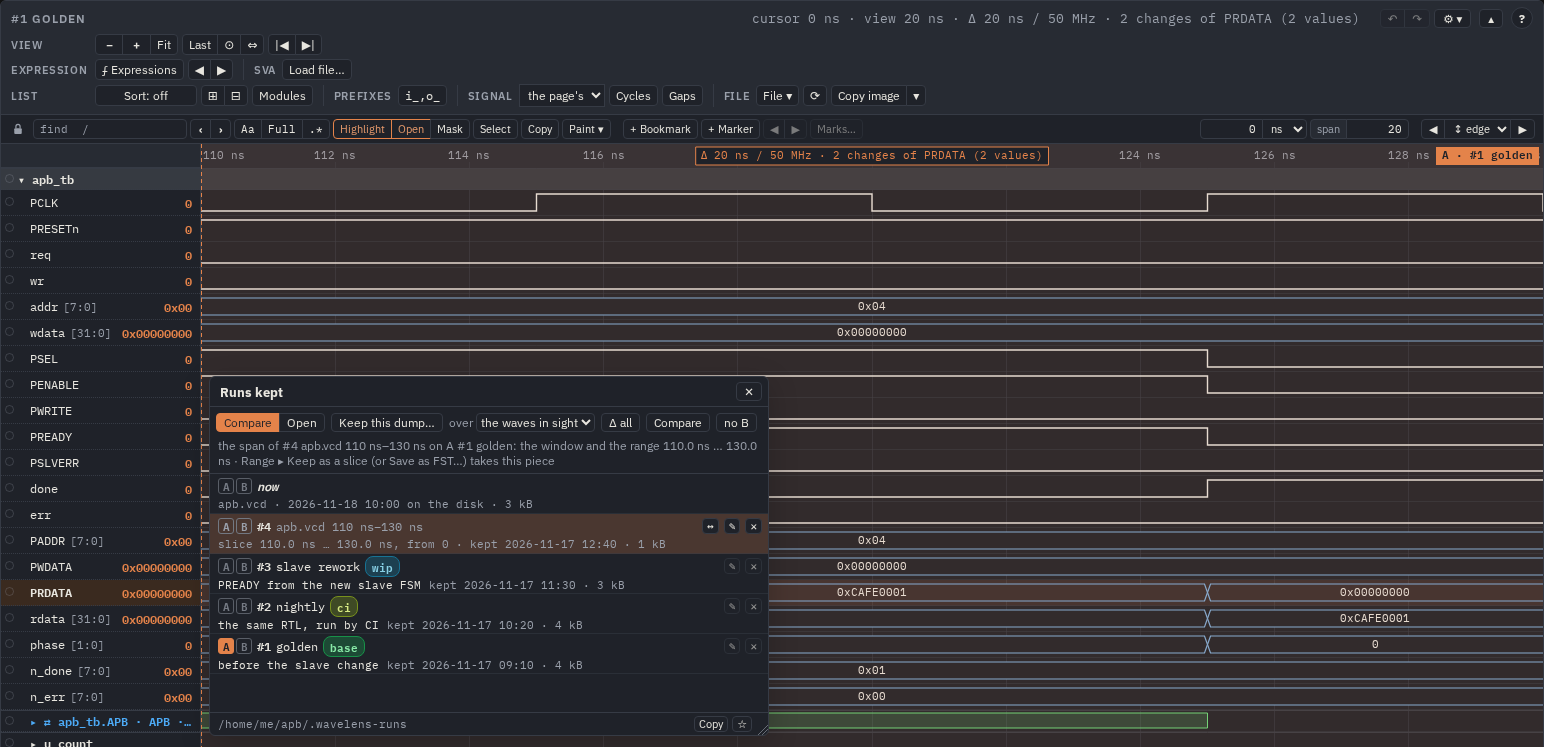 #1 GOLDEN cursor 0 ns · view 20 ns · Δ 20 ns / 50 MHz · 2 changes of PRDATA (2 values) ↶ ↷ ⚙ ▾ ▴ ?
VIEW − + Fit Last ⊙ ⇔ |◀ ▶|
EXPRESSION ⨍ Expressions ◀ ▶ SVA Load file…
LIST Sort: off ⊞ ⊟ Modules PREFIXES i_,o_ SIGNAL the page's Cycles Gaps FILE File ▾ ⟳ Copy image ▾
find / ‹ › Aa Full .* Highlight Open Mask Select Copy Paint ▾ + Bookmark + Marker ◀ ▶ Marks… 0 ns span 20 ◀ ↕ edge ▶
110 ns 112 ns 114 ns 116 ns Δ 20 ns / 50 MHz · 2 changes of PRDATA (2 values) 124 ns 126 ns 128 ns A · #1 golden
▾ apb_tb
PCLK 0
PRESETn 0
req 0
wr 0
addr [7:0] 0x00 0x04
wdata [31:0] 0x00000000 0x00000000
PSEL 0
PENABLE 0
PWRITE 0
PREADY 0
PSLVERR 0
done 0
err 0
PADDR [7:0] 0x00 0x04
PWDATA 0x00000000 0x00000000
PRDATA 0x00000000 0xCAFE0001 0x00000000
rdata [31:0] 0x00000000 0xCAFE0001
phase [1:0] 0 0
n_done [7:0] 0x00 0x01
n_err [7:0] 0x00 0x00
▸ ⇄ apb_tb.APB · APB ·…
▸ u_count
Runs kept ✕
Compare Open Keep this dump… over the waves in sight Δ all Compare no B
the span of #4 apb.vcd 110 ns–130 ns on A #1 golden: the window and the range 110.0 ns … 130.0
ns · Range ▸ Keep as a slice (or Save as FST…) takes this piece
A B now
apb.vcd · 2026-11-18 10:00 on the disk · 3 kB
A B #4 apb.vcd 110 ns–130 ns ↔ ✎ ✕
slice 110.0 ns … 130.0 ns, from 0 · kept 2026-11-17 12:40 · 1 kB
A B #3 slave rework wip ✎ ✕
PREADY from the new slave FSM kept 2026-11-17 11:30 · 3 kB
A B #2 nightly ci ✎ ✕
the same RTL, run by CI kept 2026-11-17 10:20 · 4 kB
A B #1 golden base ✎ ✕
before the slave change kept 2026-11-17 09:10 · 4 kB
/home/me/apb/.wavelens-runs Copy ☆